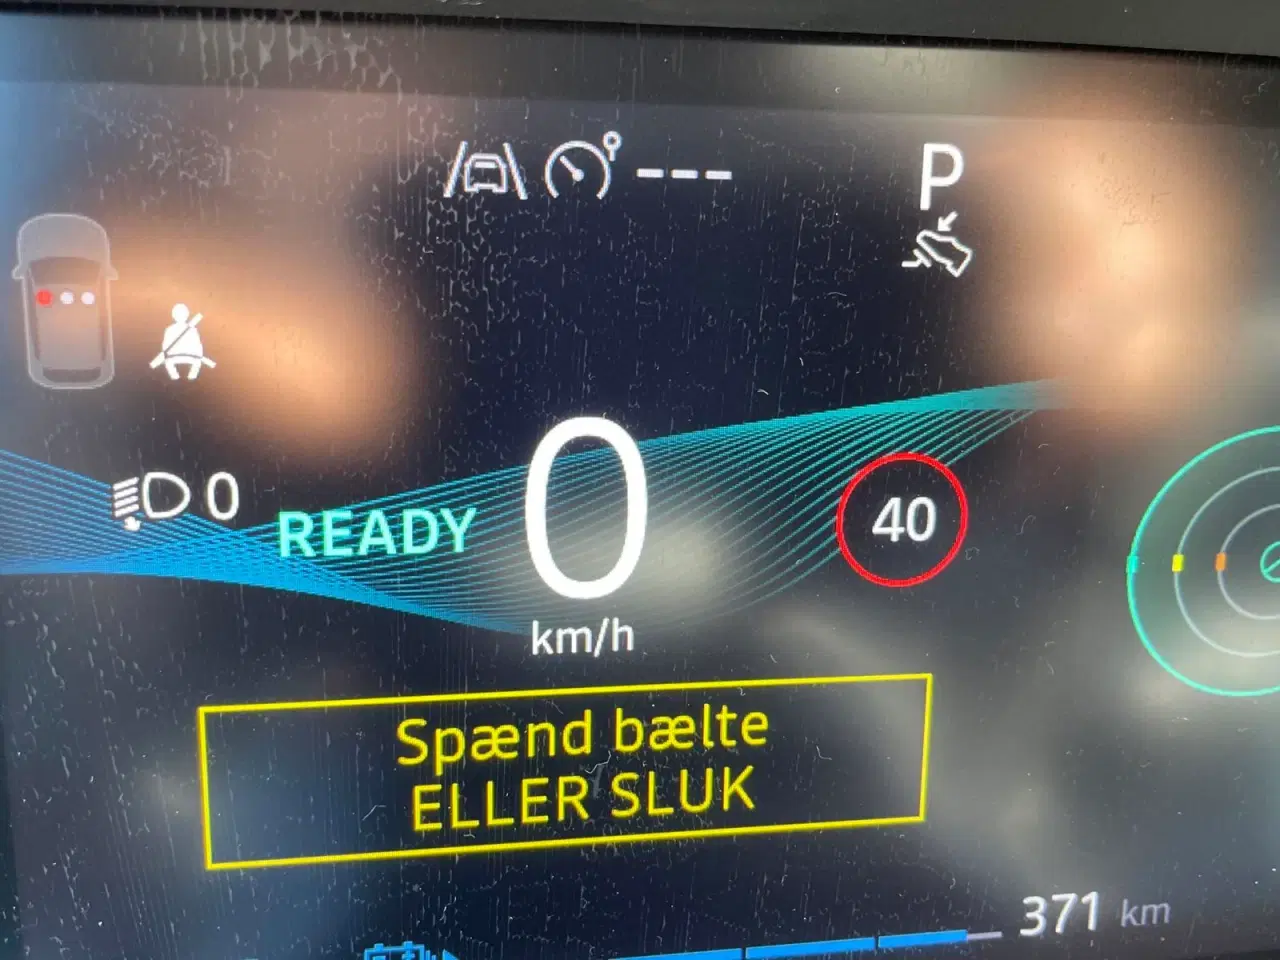 P
0
READY
0
km/h
40
Spænd bælte
ELLER SLUK
371 km